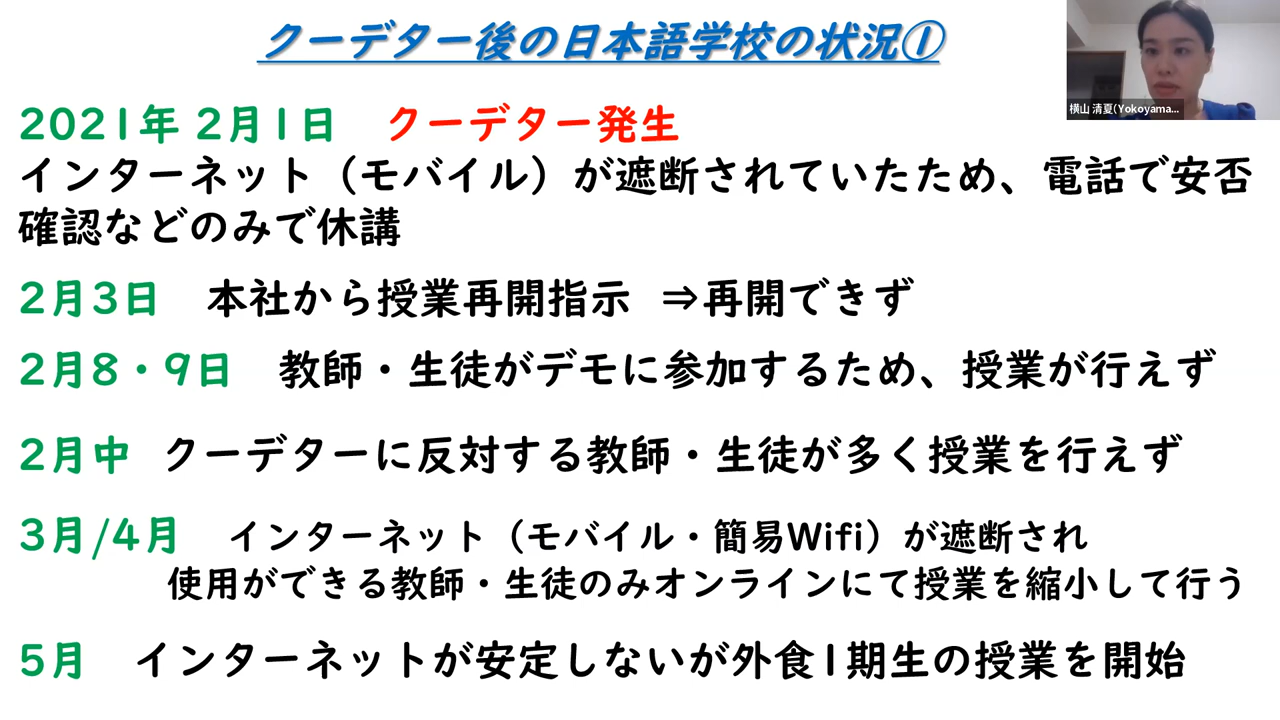 クーデター後の日本語学校の状況①
横山 清夏(Yokoyama...
2021年 2月1日　クーデター発生
インターネット（モバイル）が遮断されていたため、電話で安否
確認などのみで休講
2月3日　本社から授業再開指示　⇒再開できず
2月8・9日　教師・生徒がデモに参加するため、授業が行えず
2月中　クーデターに反対する教師・生徒が多く授業を行えず
3月/4月　インターネット（モバイル・簡易Wifi）が遮断され
使用ができる教師・生徒のみオンラインにて授業を縮小して行う
5月　インターネットが安定しないが外食1期生の授業を開始